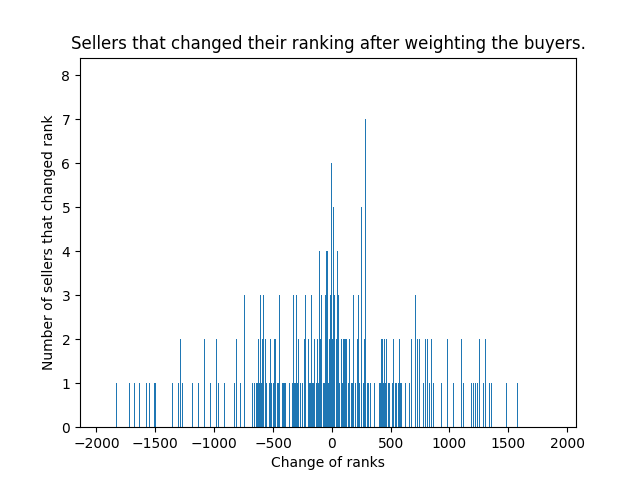 Sellers that changed their ranking after weighting the buyers.
8
7
6
5
4
3
2
1
0
Number of sellers that changed rank
−2000 −1500 −1000 −500 0 500 1000 1500 2000
Change of ranks